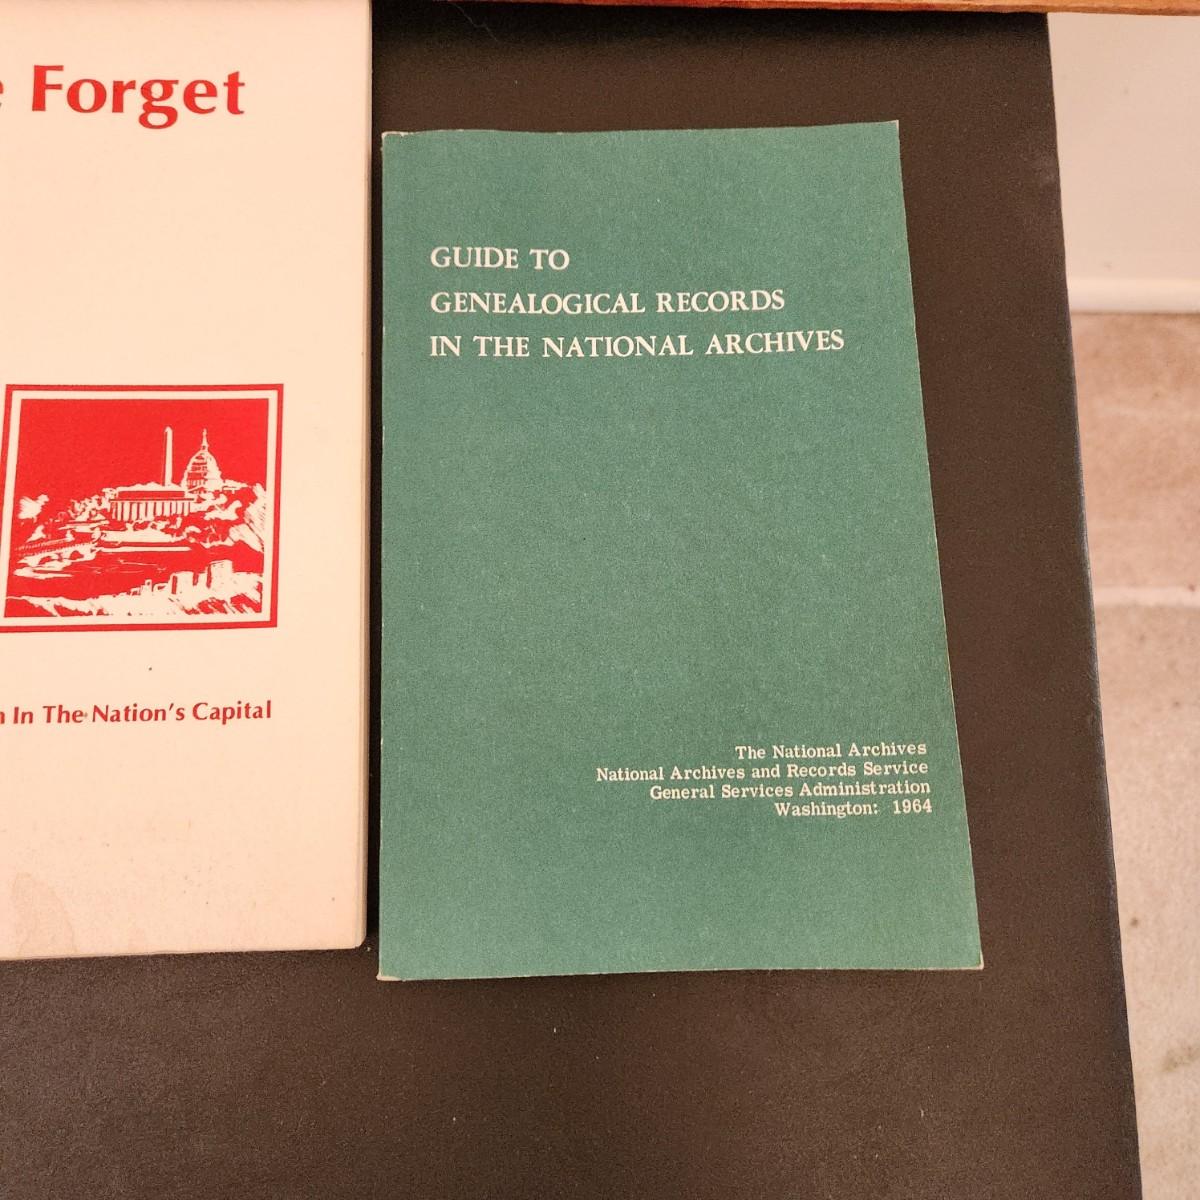 Forget
In The Nation's Capital
GUIDE TO
GENEALOGICAL RECORDS
IN THE NATIONAL ARCHIVES
The National Archives
National Archives and Records Service
General Services Administration
Washington: 1964